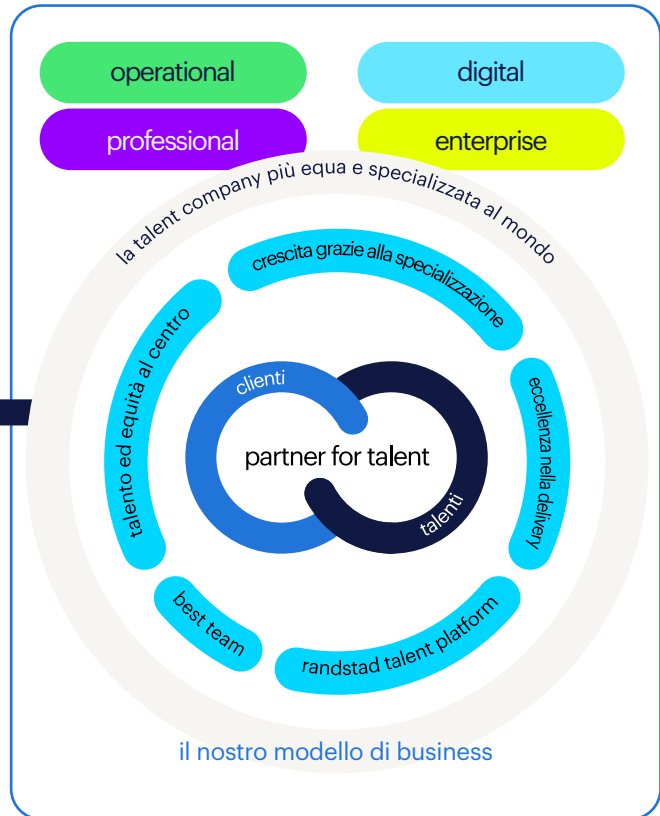 operational
digital
professional
enterprise
la talent company più equa e specializzata al mondo
crescita grazie alla specializzazione
talento ed equità al centro
eccellenza nella delivery
clienti
partner for talent
talenti
best team
randstad talent platform
il nostro modello di business